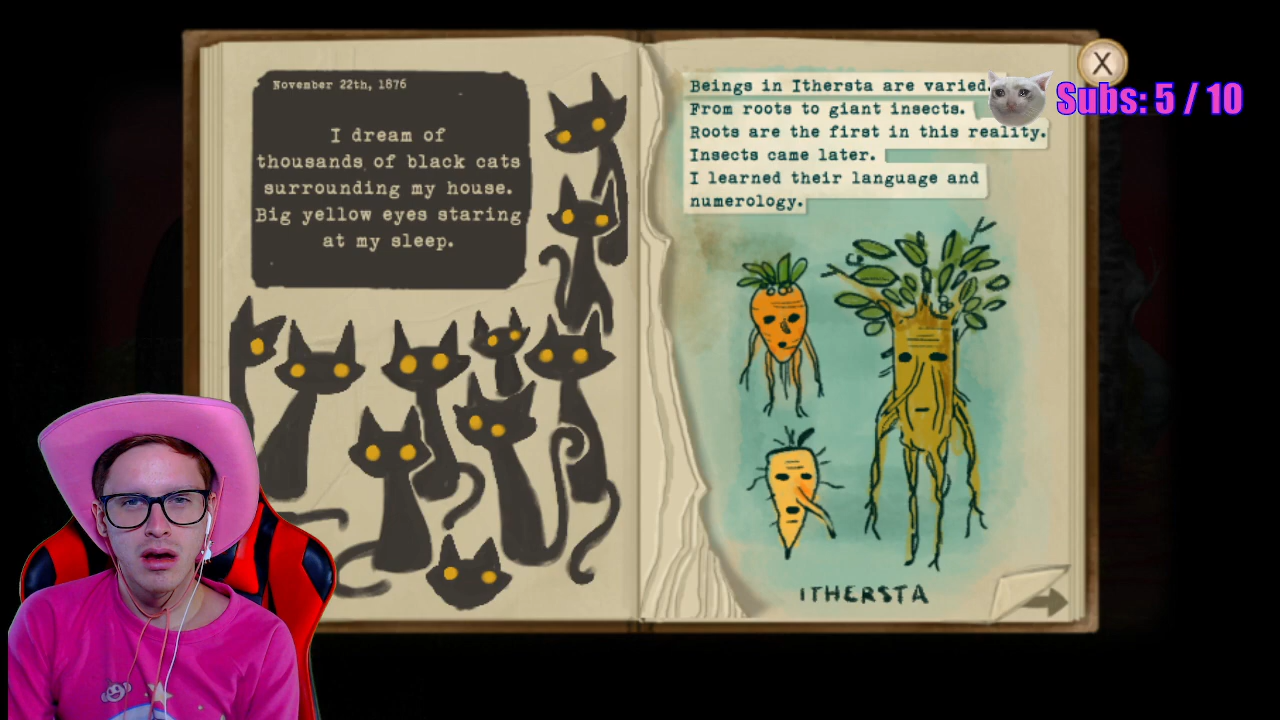 November 22th, 1876
I dream of
thousands of black cats
surrounding my house.
Big yellow eyes staring
at my sleep.
Beings in Ithersta are varied.
From roots to giant insects.
Roots are the first in this reality.
Insects came later.
I learned their language and
numerology.
ITHERSTA
X
Subs: 5 / 10